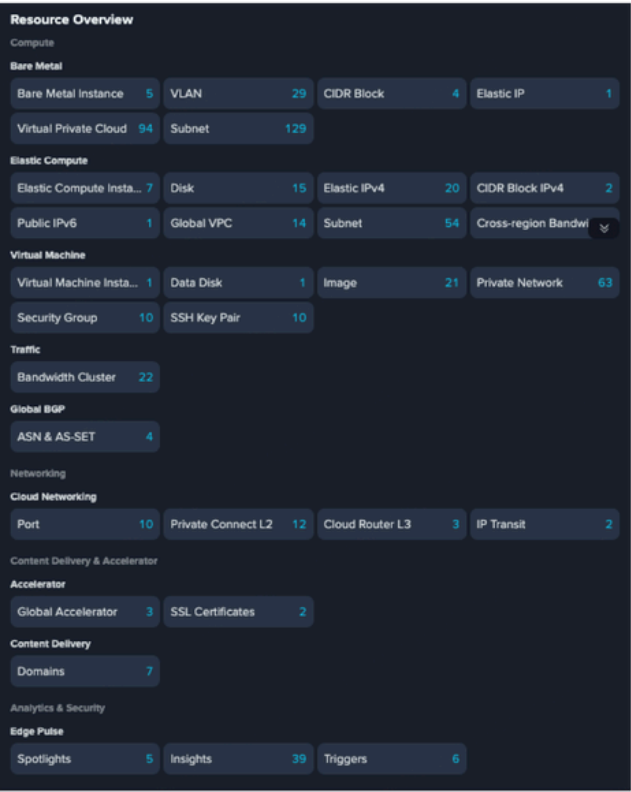 Resource Overview
Compute
Bare Metal
Bare Metal Instance 5 VLAN 29 CIDR Block 4 Elastic IP 1
Virtual Private Cloud 94 Subnet 129
Elastic Compute
Elastic Compute Insta... 7 Disk 15 Elastic IPv4 20 CIDR Block IPv4 2
Public IPv6 1 Global VPC 14 Subnet 54 Cross-region Bandwi
Virtual Machine
Virtual Machine Insta... 1 Data Disk 1 Image 21 Private Network 63
Security Group 10 SSH Key Pair 10
Traffic
Bandwidth Cluster 22
Global BGP
ASN & AS-SET 4
Networking
Cloud Networking
Port 10 Private Connect L2 12 Cloud Router L3 3 IP Transit 2
Content Delivery & Accelerator
Accelerator
Global Accelerator 3 SSL Certificates 2
Content Delivery
Domains 7
Analytics & Security
Edge Pulse
Spotlights 5 Insights 39 Triggers 6